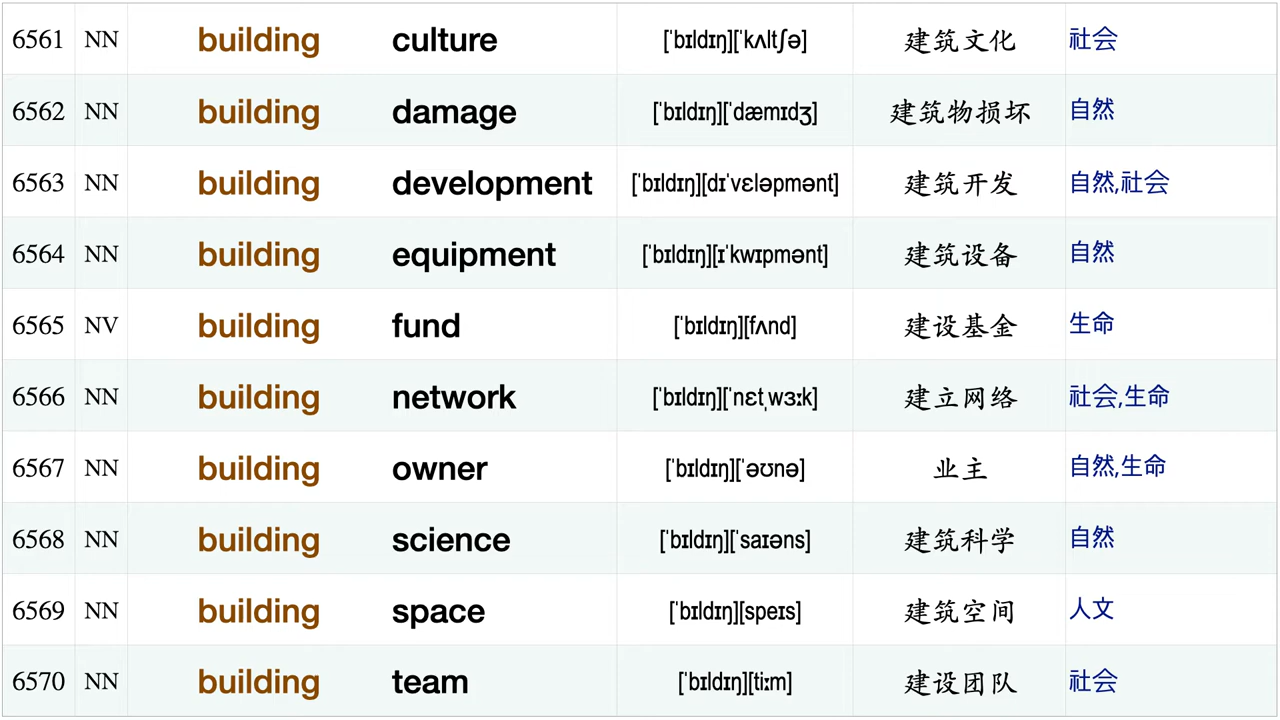 6561 NN building culture [ˈbɪldɪŋ][ˈkʌltʃə] 建筑文化 社会
6562 NN building damage [ˈbɪldɪŋ][ˈdæmɪdʒ] 建筑物损坏 自然
6563 NN building development [ˈbɪldɪŋ][dɪˈvɛləpmənt] 建筑开发 自然,社会
6564 NN building equipment [ˈbɪldɪŋ][ɪˈkwɪpmənt] 建筑设备 自然
6565 NV building fund [ˈbɪldɪŋ][fʌnd] 建设基金 生命
6566 NN building network [ˈbɪldɪŋ][ˈnɛtˌwɜːk] 建立网络 社会,生命
6567 NN building owner [ˈbɪldɪŋ][ˈəʊnə] 业主 自然,生命
6568 NN building science [ˈbɪldɪŋ][ˈsaɪəns] 建筑科学 自然
6569 NN building space [ˈbɪldɪŋ][speɪs] 建筑空间 人文
6570 NN building team [ˈbɪldɪŋ][tiːm] 建设团队 社会